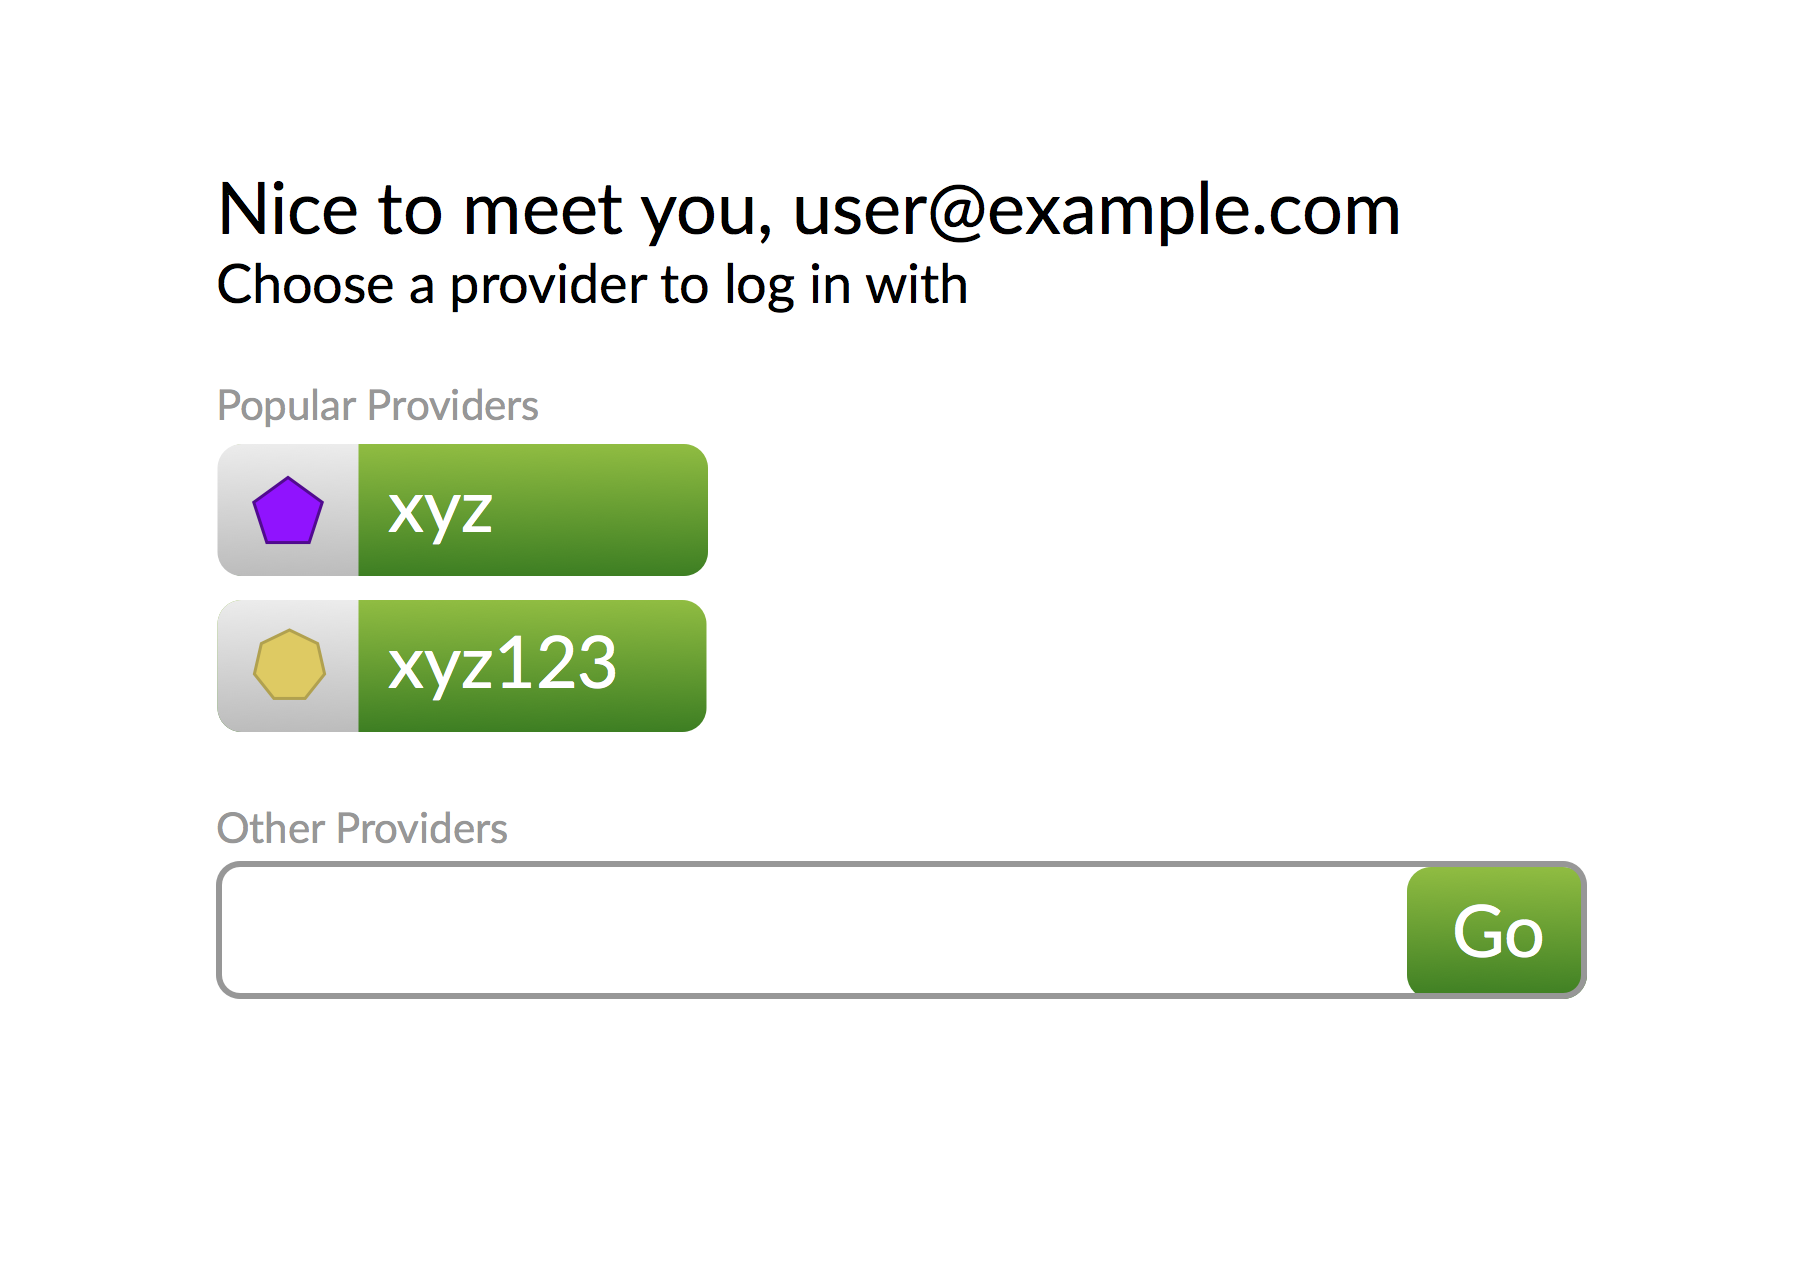 Nice to meet you, user@example.com
Choose a provider to log in with
Popular Providers
xyz
xyz123
Other Providers
Go